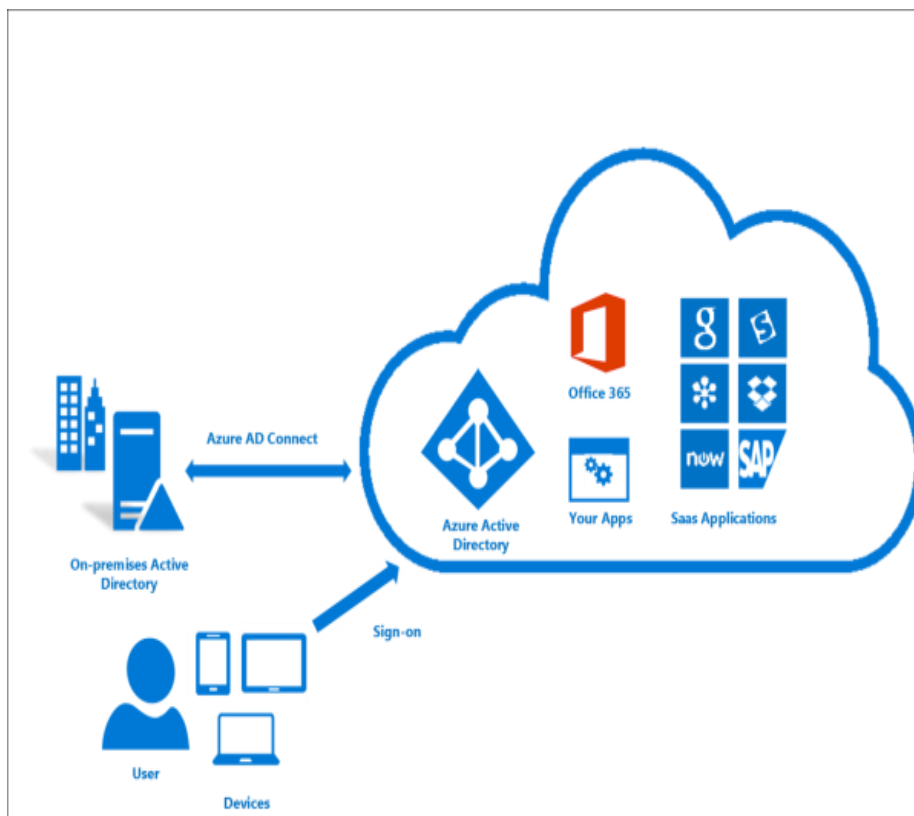 Office 365
g
S
now
SAP
Azure AD Connect
Azure Active
Directory
Your Apps
Saas Applications
On-premises Active
Directory
Sign-on
User
Devices